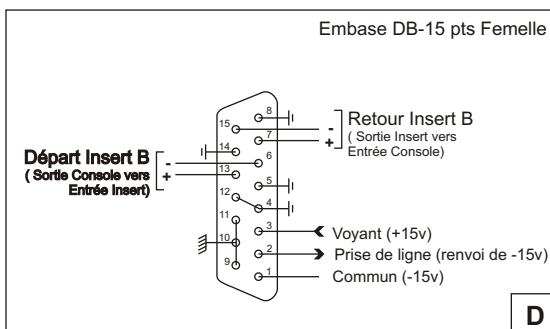 Embase DB-15 pts Femelle
8
15
7
14
6
13
5
12
4
11
3
10
2
9
1
Départ Insert B
( Sortie Console vers
Entrée Insert)
-
+
-
+
Retour Insert B
( Sortie Insert vers
Entrée Console)
Voyant (+15v)
Prise de ligne (renvoi de -15v)
Commun (-15v)
D